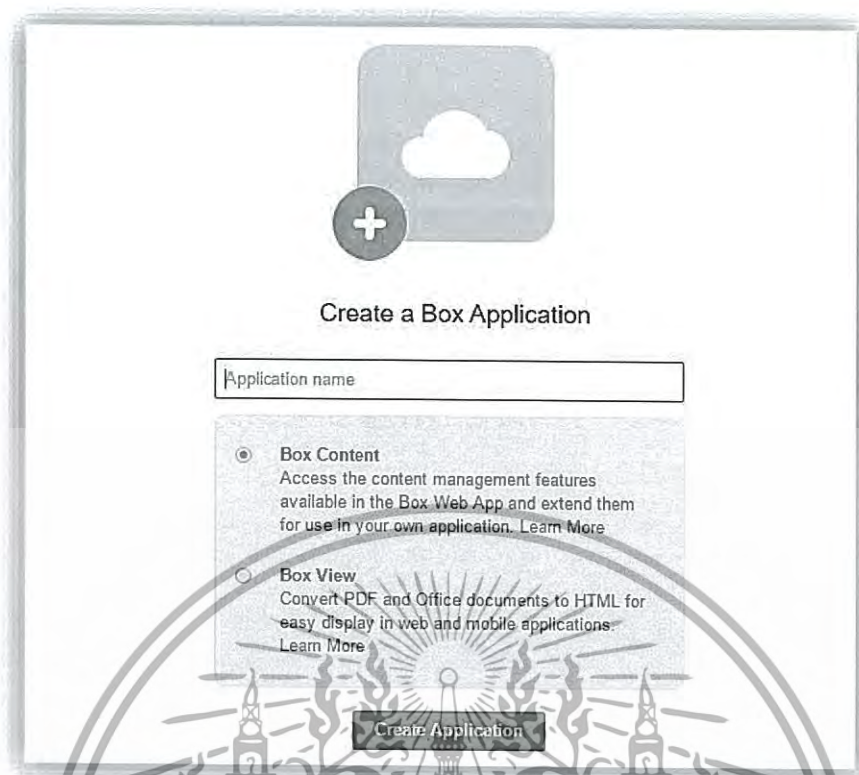 Create a Box Application
Application name
Box Content
Access the content management features
available in the Box Web App and extend them
for use in your own application. Learn More
Box View
Convert PDF and Office documents to HTML for
easy display in web and mobile applications.
Learn More
Create Application